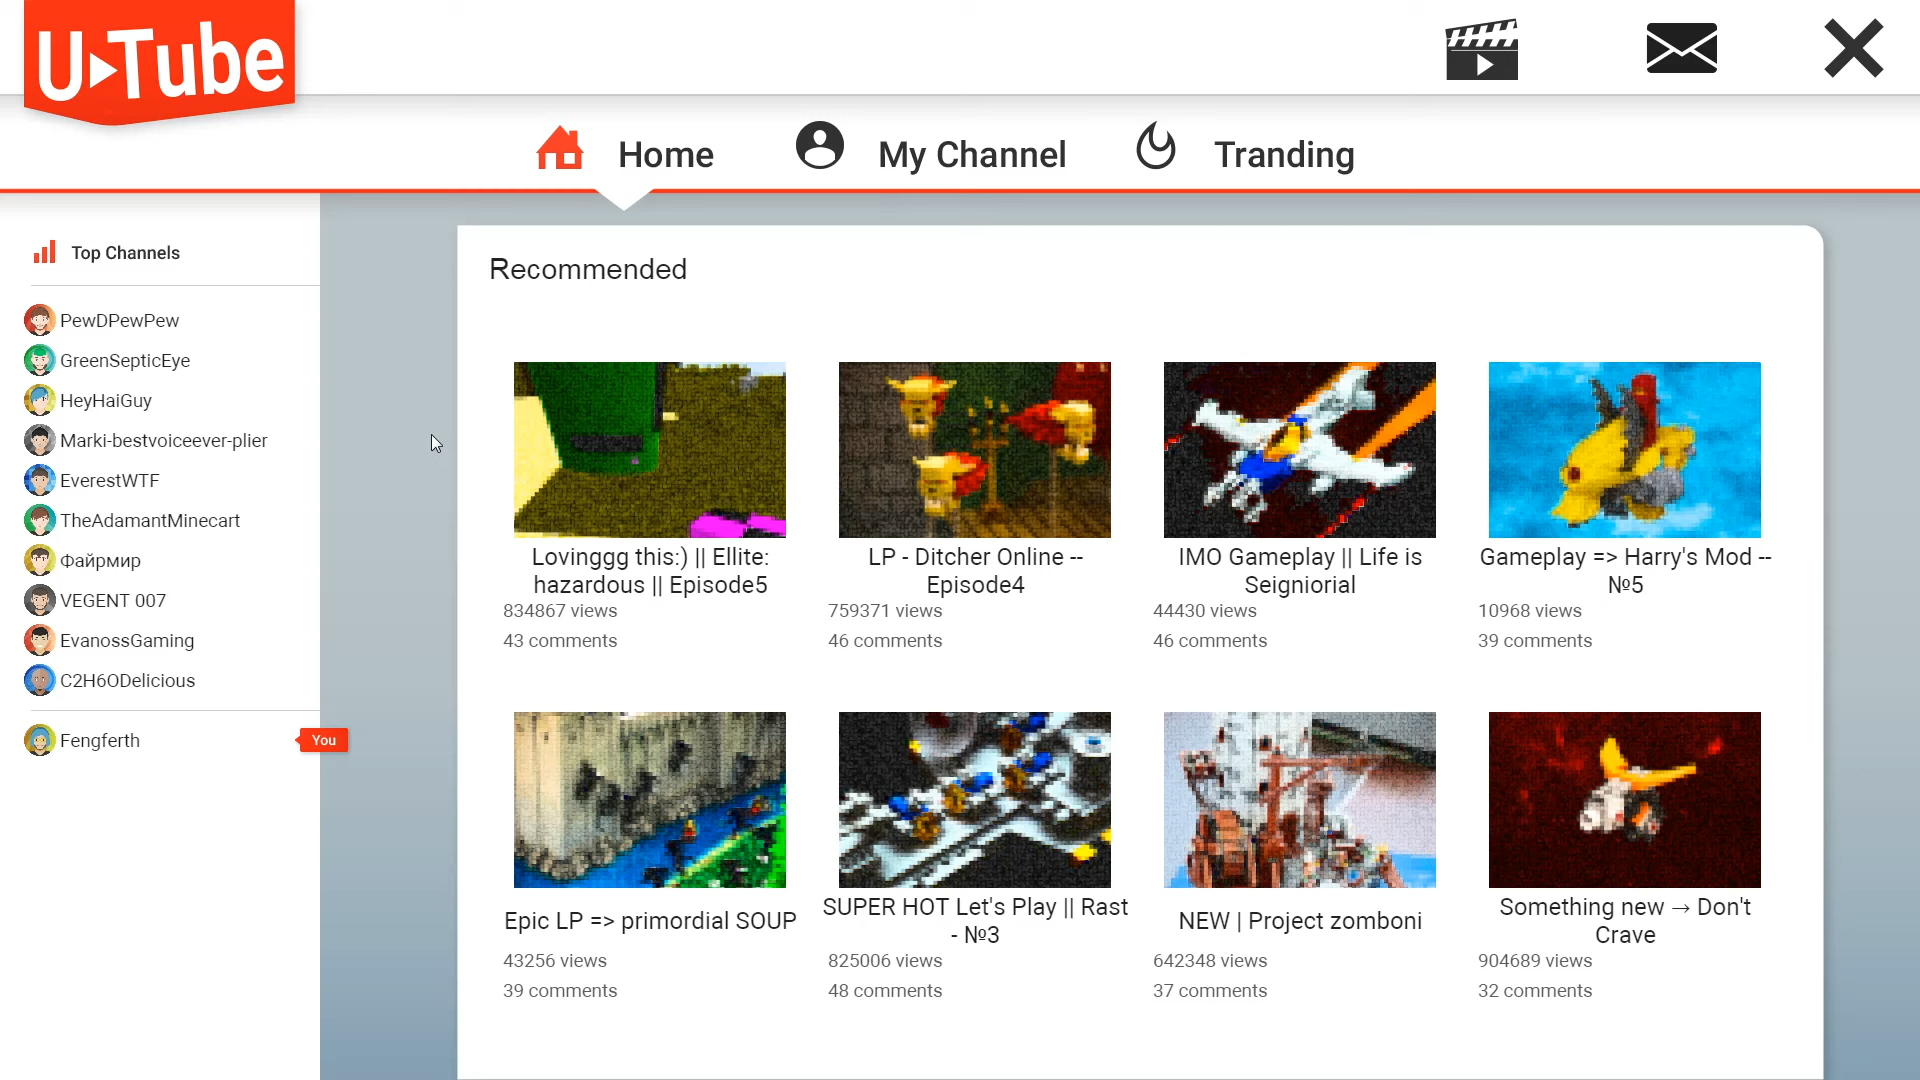 U Tube
Home
My Channel
Tranding
Top Channels
PewDPewPew
GreenSepticEye
HeyHaiGuy
Marki-bestvoiceever-plier
EverestWTF
TheAdamantMinecart
Файрмир
VEGENT 007
EvanossGaming
C2H6ODelicious
Fengferth
You
Recommended
Lovinggg this:) || Ellite:
hazardous || Episode5
834867 views
43 comments
LP - Ditcher Online --
Episode4
759371 views
46 comments
IMO Gameplay || Life is
Seigniorial
44430 views
46 comments
Gameplay => Harry's Mod --
№5
10968 views
39 comments
Epic LP => primordial SOUP
43256 views
39 comments
SUPER HOT Let's Play || Rast
- №3
825006 views
48 comments
NEW | Project zomboni
642348 views
37 comments
Something new → Don't
Crave
904689 views
32 comments